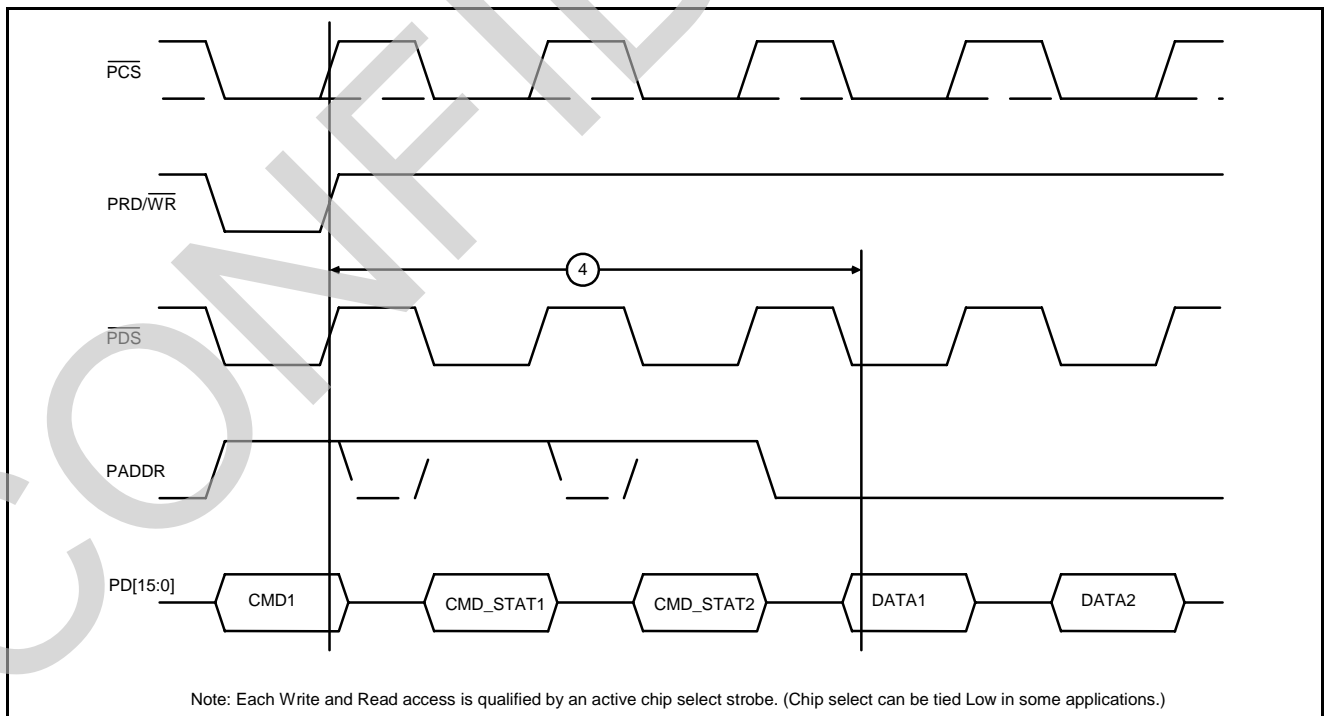 PCS
PRD/WR
4
PDS
PADDR
PD[15:0]
CMD1
CMD_STAT1
CMD_STAT2
DATA1
DATA2
Note: Each Write and Read access is qualified by an active chip select strobe. (Chip select can be tied Low in some applications.)
CONFID